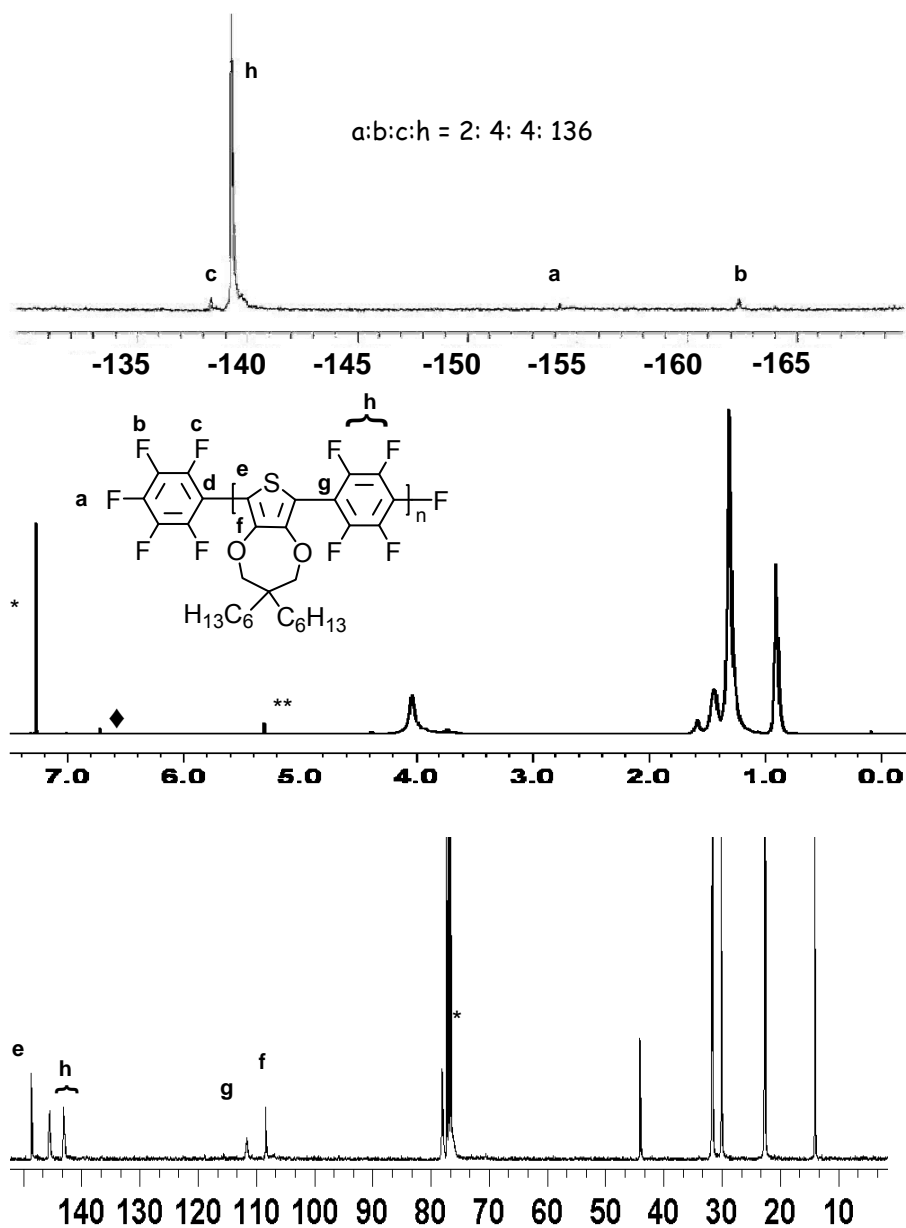 h
a:b:c:h = 2: 4: 4: 136
c
a
b
-135 -140 -145 -150 -155 -160 -165
h
b c
F F F F
e
d S g
a F F
n
f
F F O O F F
H13C6 C6H13
*
◆
**
7.0 6.0 5.0 4.0 3.0 2.0 1.0 0.0
*
e
h
g
f
140 130 120 110 100 90 80 70 60 50 40 30 20 10